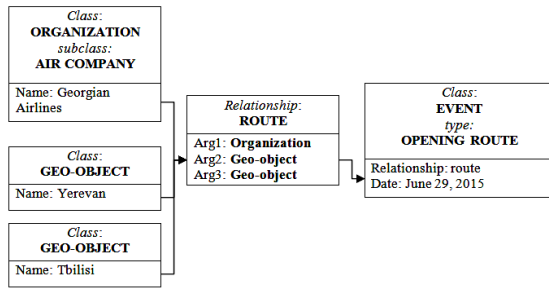 Class:
ORGANIZATION
subclass:
AIR COMPANY
Name: Georgian
Airlines
Class:
GEO-OBJECT
Name: Yerevan
Class:
GEO-OBJECT
Name: Tbilisi
Relationship:
ROUTE
Arg1: Organization
Arg2: Geo-object
Arg3: Geo-object
Class:
EVENT
type:
OPENING ROUTE
Relationship: route
Date: June 29, 2015